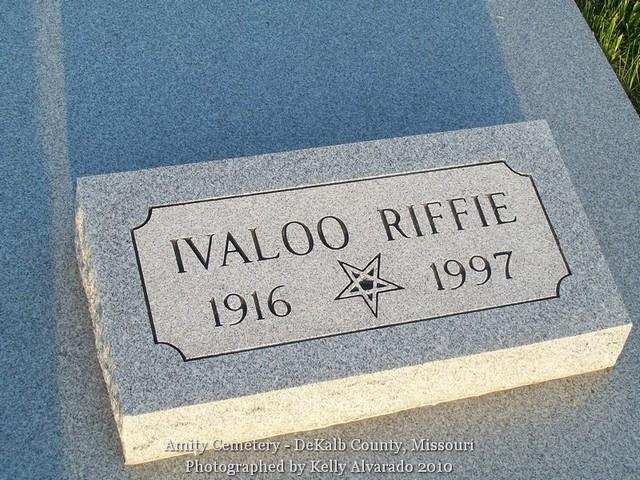 IVALOO RIFFIE
1916 1997
Amity Cemetery - DeKalb County, Missouri
Photographed by Kelly Alvarado 2010